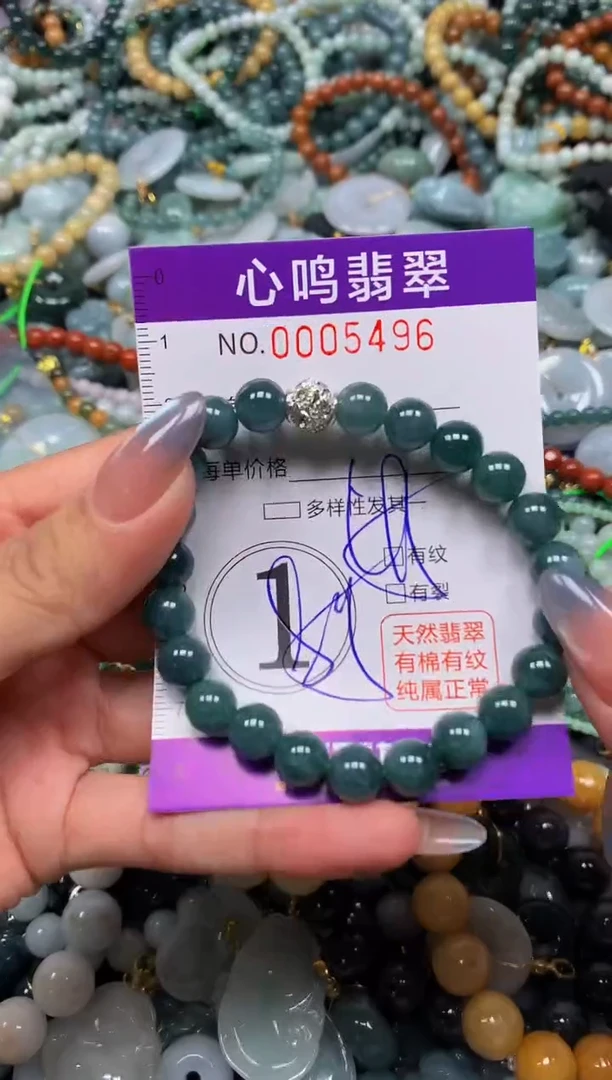 心鸣翡翠
NO.0005496
0
1
每单价格
多样性发其
有纹
有裂
1
天然翡翠
有棉有纹
纯属正常